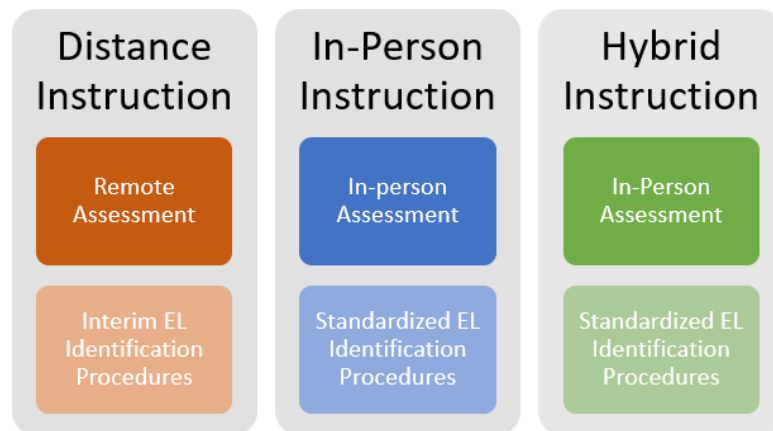 Distance
Instruction
Remote
Assessment
Interim EL
Identification
Procedures
In-Person
Instruction
In-person
Assessment
Standardized EL
Identification
Procedures
Hybrid
Instruction
In-Person
Assessment
Standardized EL
Identification
Procedures